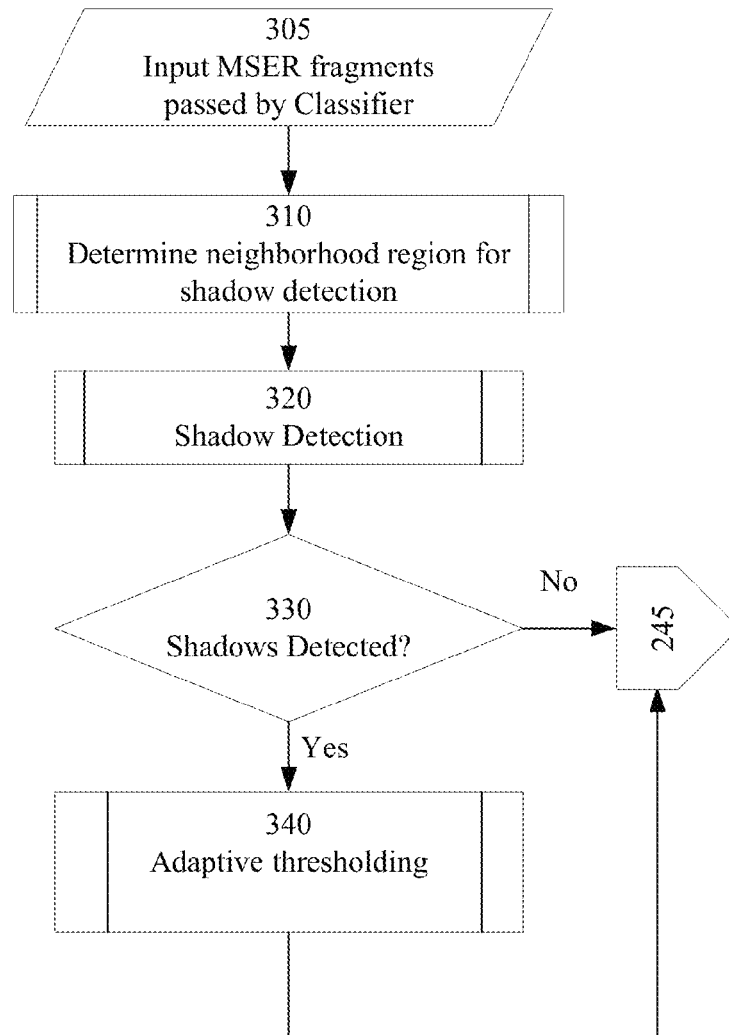 305
Input MSER fragments
passed by Classifier
310
Determine neighborhood region for
shadow detection
320
Shadow Detection
330
Shadows Detected?
No
245
Yes
340
Adaptive thresholding